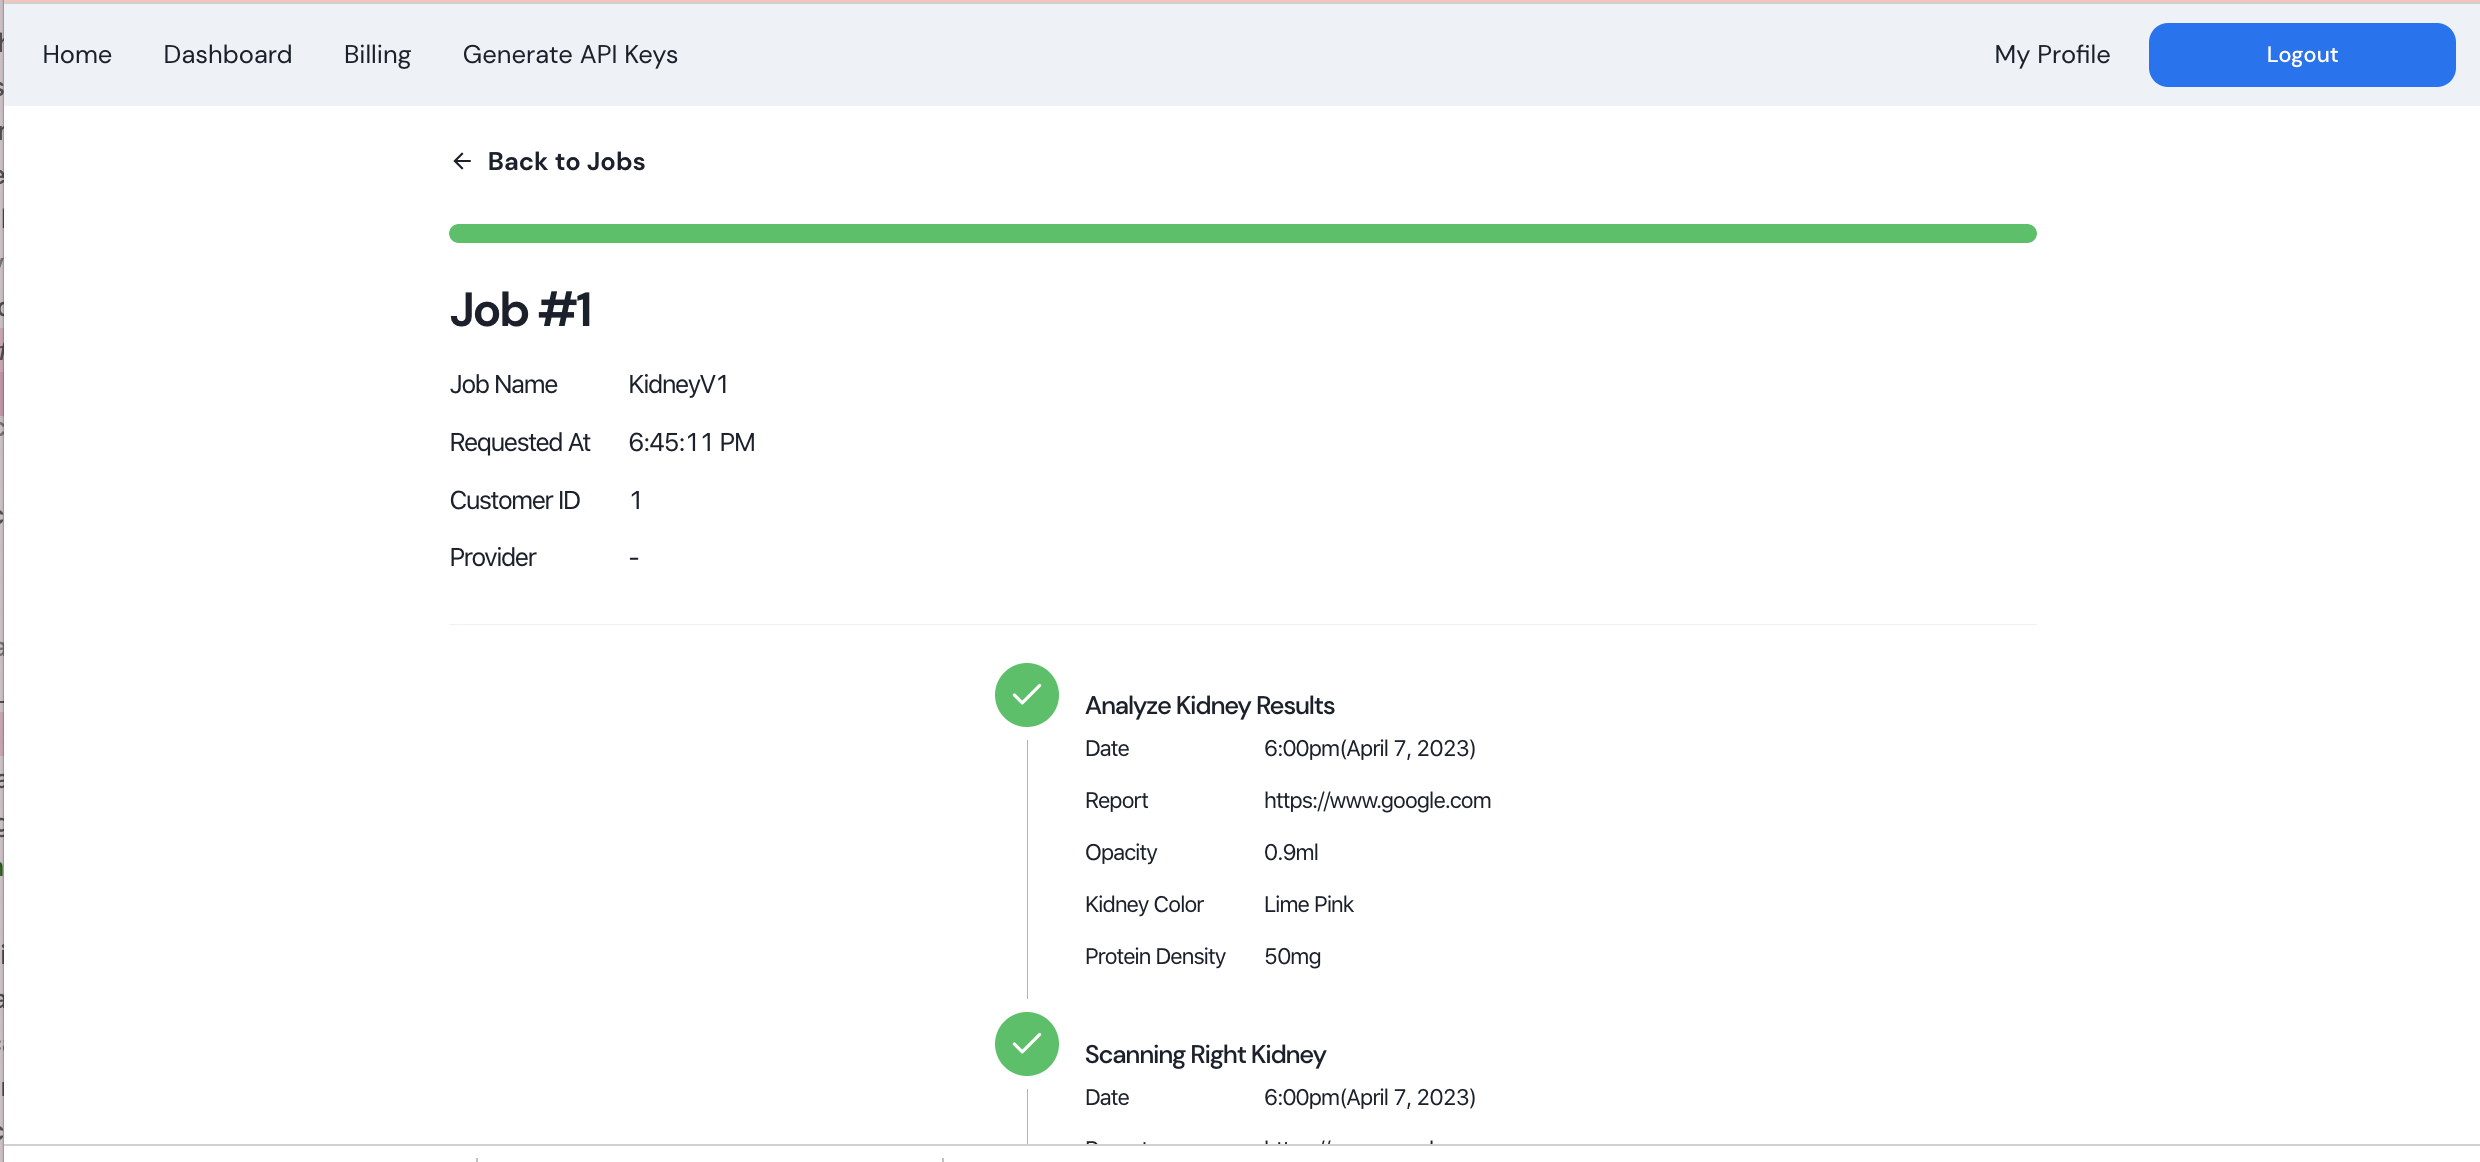 Home Dashboard Billing Generate API Keys My Profile Logout
← Back to Jobs
Job #1
Job Name KidneyV1
Requested At 6:45:11 PM
Customer ID 1
Provider -
Analyze Kidney Results
Date 6:00pm(April 7, 2023)
Report https://www.google.com
Opacity 0.9ml
Kidney Color Lime Pink
Protein Density 50mg
Scanning Right Kidney
Date 6:00pm(April 7, 2023)